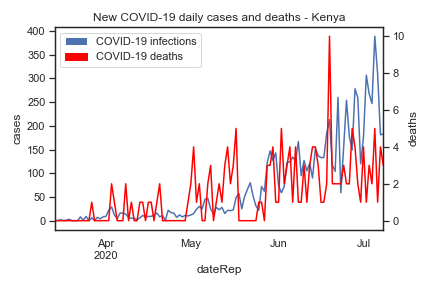 New COVID-19 daily cases and deaths - Kenya
COVID-19 infections
COVID-19 deaths
400
350
300
250
200
150
100
50
0
cases
10
8
6
4
2
0
deaths
Apr
2020
May
Jun
Jul
dateRep